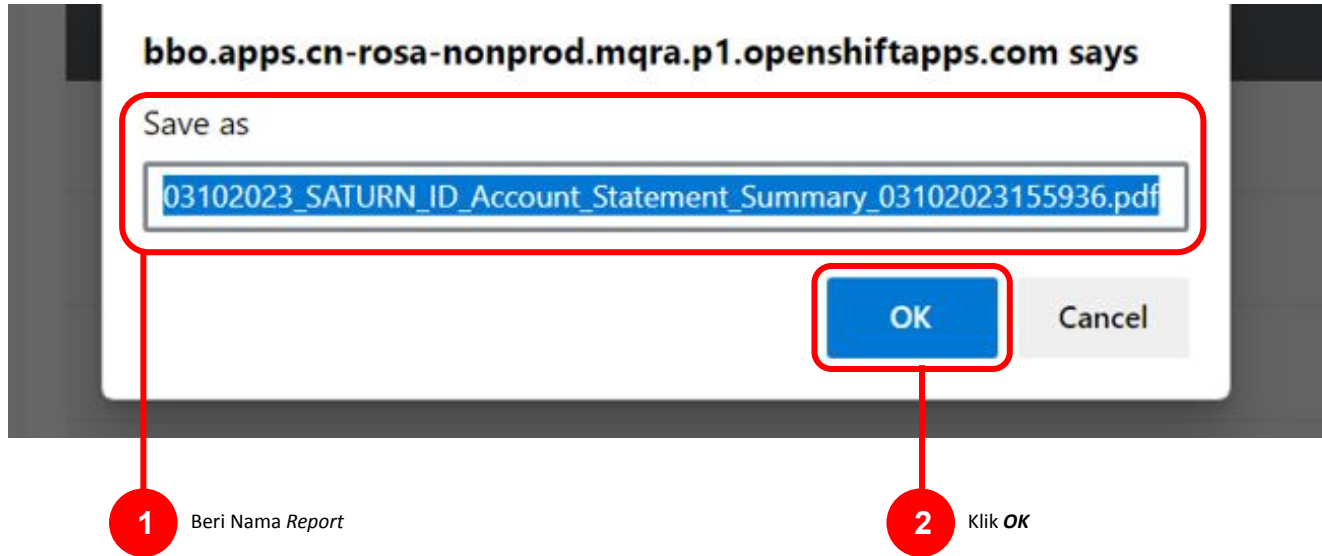 bbo.apps.cn-rosa-nonprod.mqra.p1.openshiftapps.com says
Save as
03102023_SATURN_ID_Account_Statement_Summary_03102023155936.pdf
OK Cancel
1 Beri Nama Report 2 Klik OK